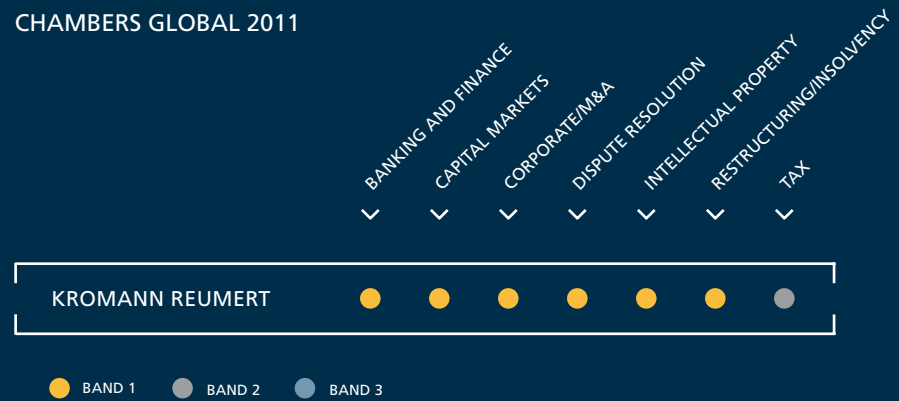 CHAMBERS GLOBAL 2011
BANKING AND FINANCE
CAPITAL MARKETS
CORPORATE/M&A
DISPUTE RESOLUTION
INTELLECTUAL PROPERTY
RESTRUCTURING/INSOLVENCY
TAX
KROMANN REUMERT
BAND 1 BAND 2 BAND 3